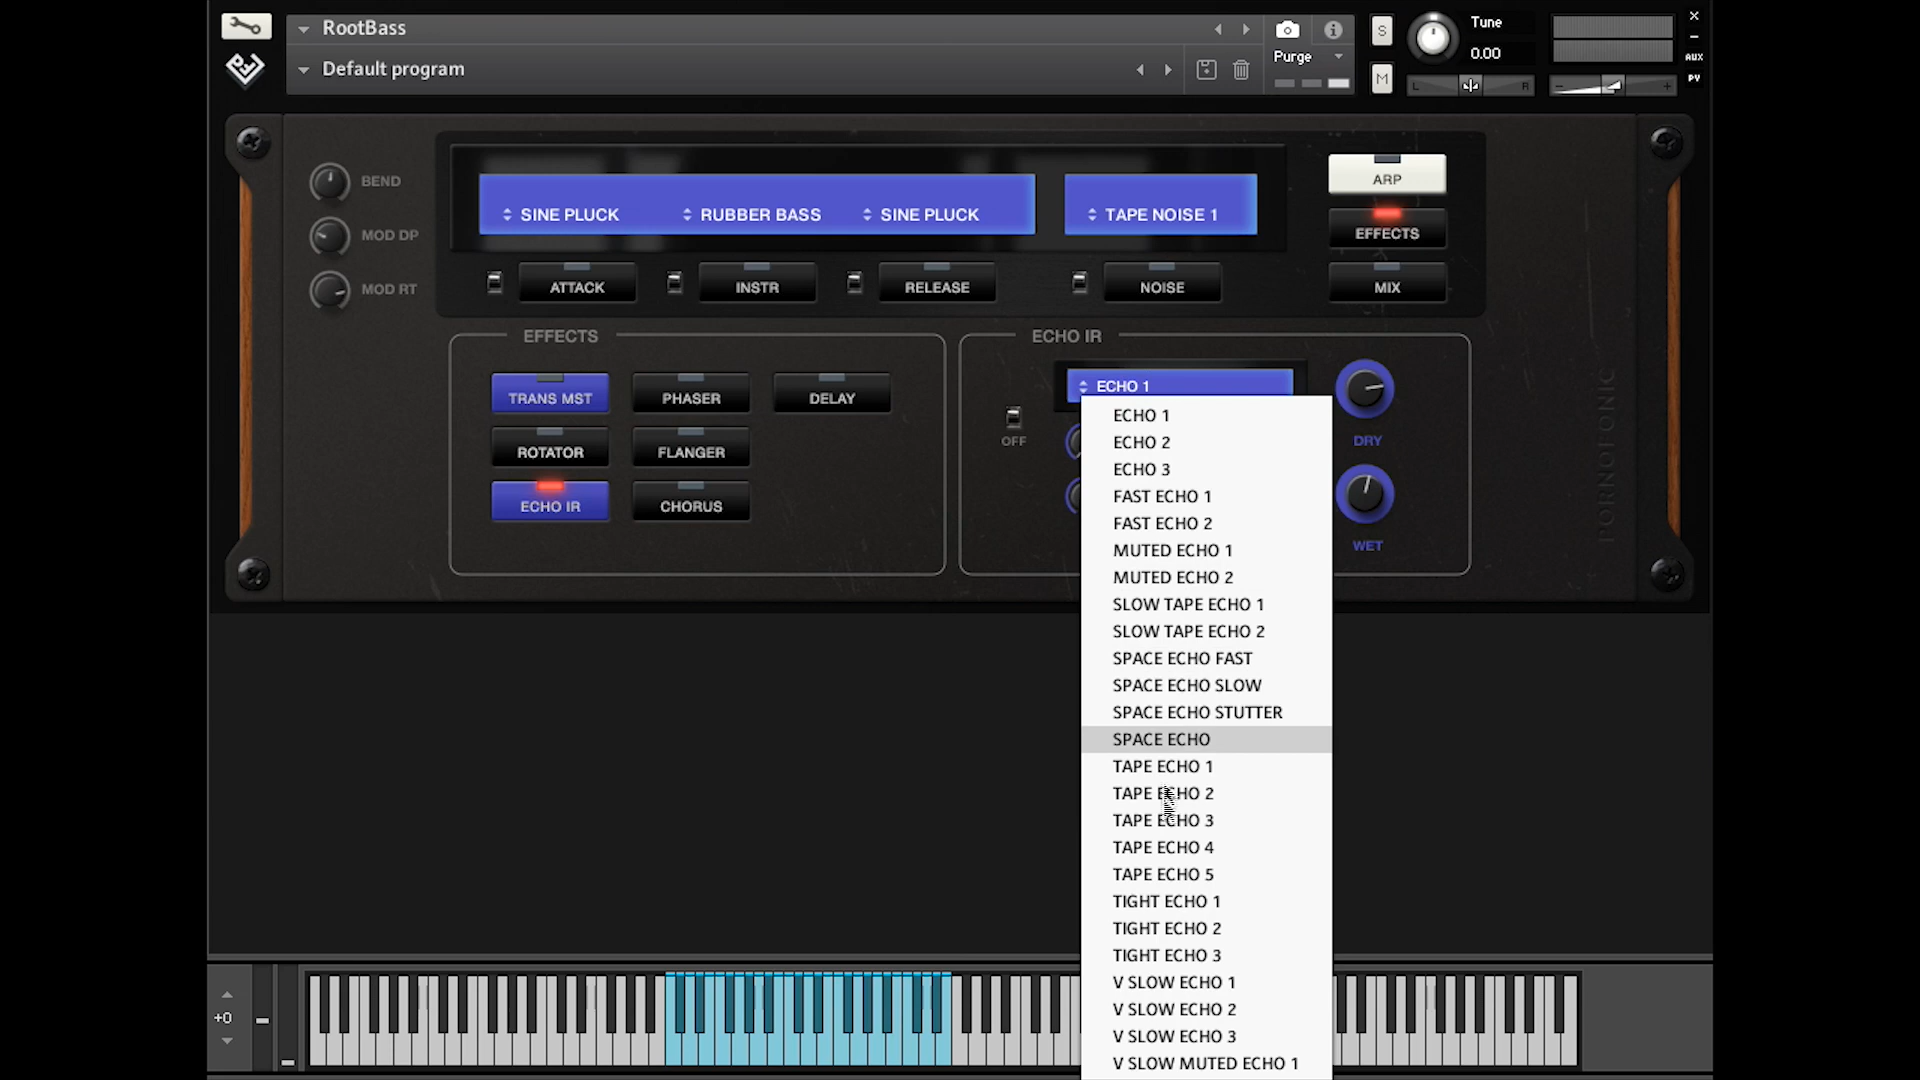 RootBass
Default program
Purge
S
M
Tune
0.00
L
R
AUX
PV
BEND
MOD DP
MOD RT
SINE PLUCK
RUBBER BASS
SINE PLUCK
TAPE NOISE 1
ARP
EFFECTS
MIX
ATTACK
INSTR
RELEASE
NOISE
EFFECTS
TRANS MST
PHASER
DELAY
ROTATOR
FLANGER
ECHO IR
CHORUS
ECHO IR
ECHO 1
OFF
DRY
WET
PORNOFONIC
ECHO 1
ECHO 2
ECHO 3
FAST ECHO 1
FAST ECHO 2
MUTED ECHO 1
MUTED ECHO 2
SLOW TAPE ECHO 1
SLOW TAPE ECHO 2
SPACE ECHO FAST
SPACE ECHO SLOW
SPACE ECHO STUTTER
SPACE ECHO
TAPE ECHO 1
TAPE ECHO 2
TAPE ECHO 3
TAPE ECHO 4
TAPE ECHO 5
TIGHT ECHO 1
TIGHT ECHO 2
TIGHT ECHO 3
V SLOW ECHO 1
V SLOW ECHO 2
V SLOW ECHO 3
V SLOW MUTED ECHO 1
+0